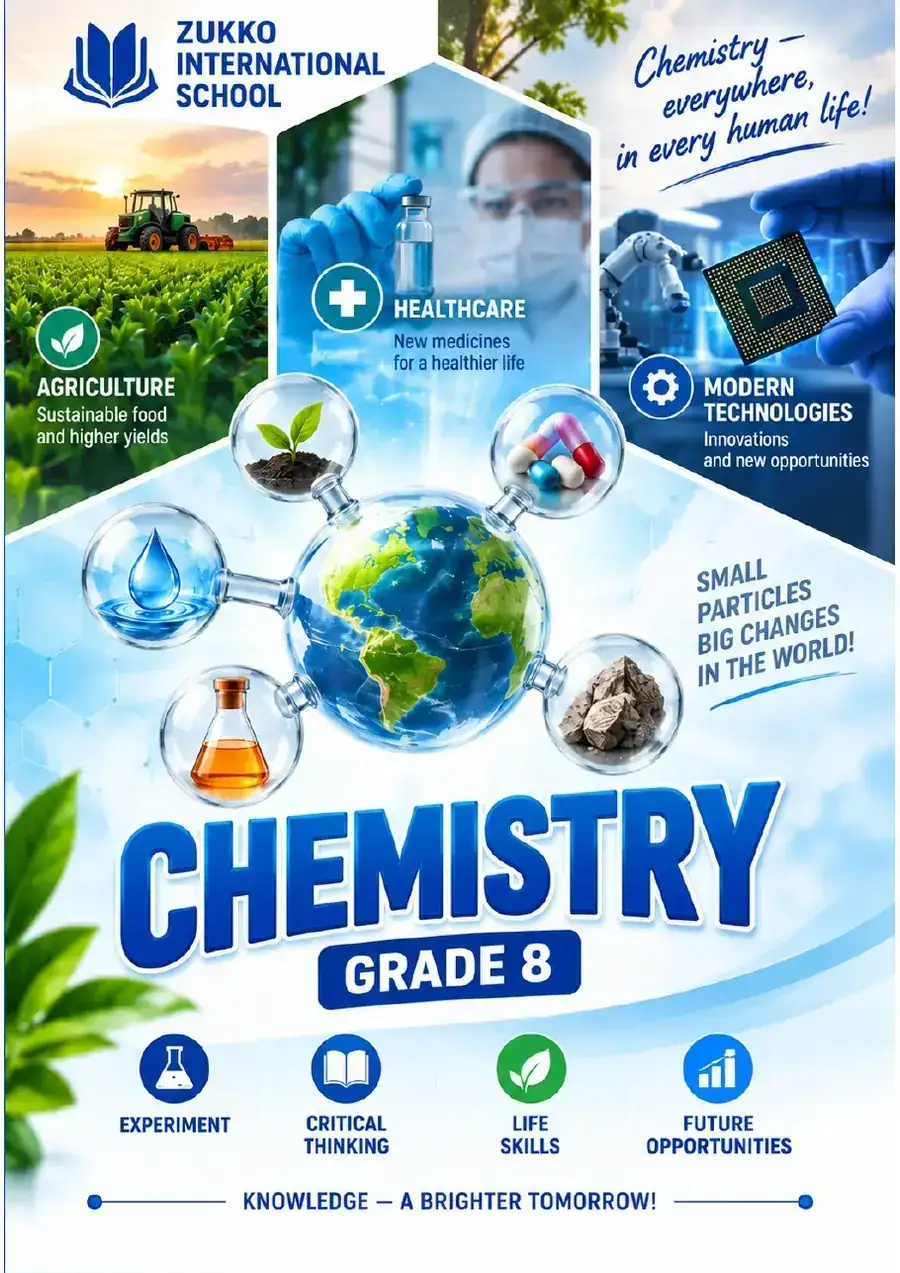 ZUKKO
INTERNATIONAL
SCHOOL
Chemistry —
everywhere,
in every human life!
HEALTHCARE
New medicines
for a healthier life
AGRICULTURE
Sustainable food
and higher yields
MODERN
TECHNOLOGIES
Innovations
and new opportunities
SMALL
PARTICLES
BIG CHANGES
IN THE WORLD!
CHEMISTRY
GRADE 8
EXPERIMENT
CRITICAL
THINKING
LIFE
SKILLS
FUTURE
OPPORTUNITIES
KNOWLEDGE — A BRIGHTER TOMORROW!